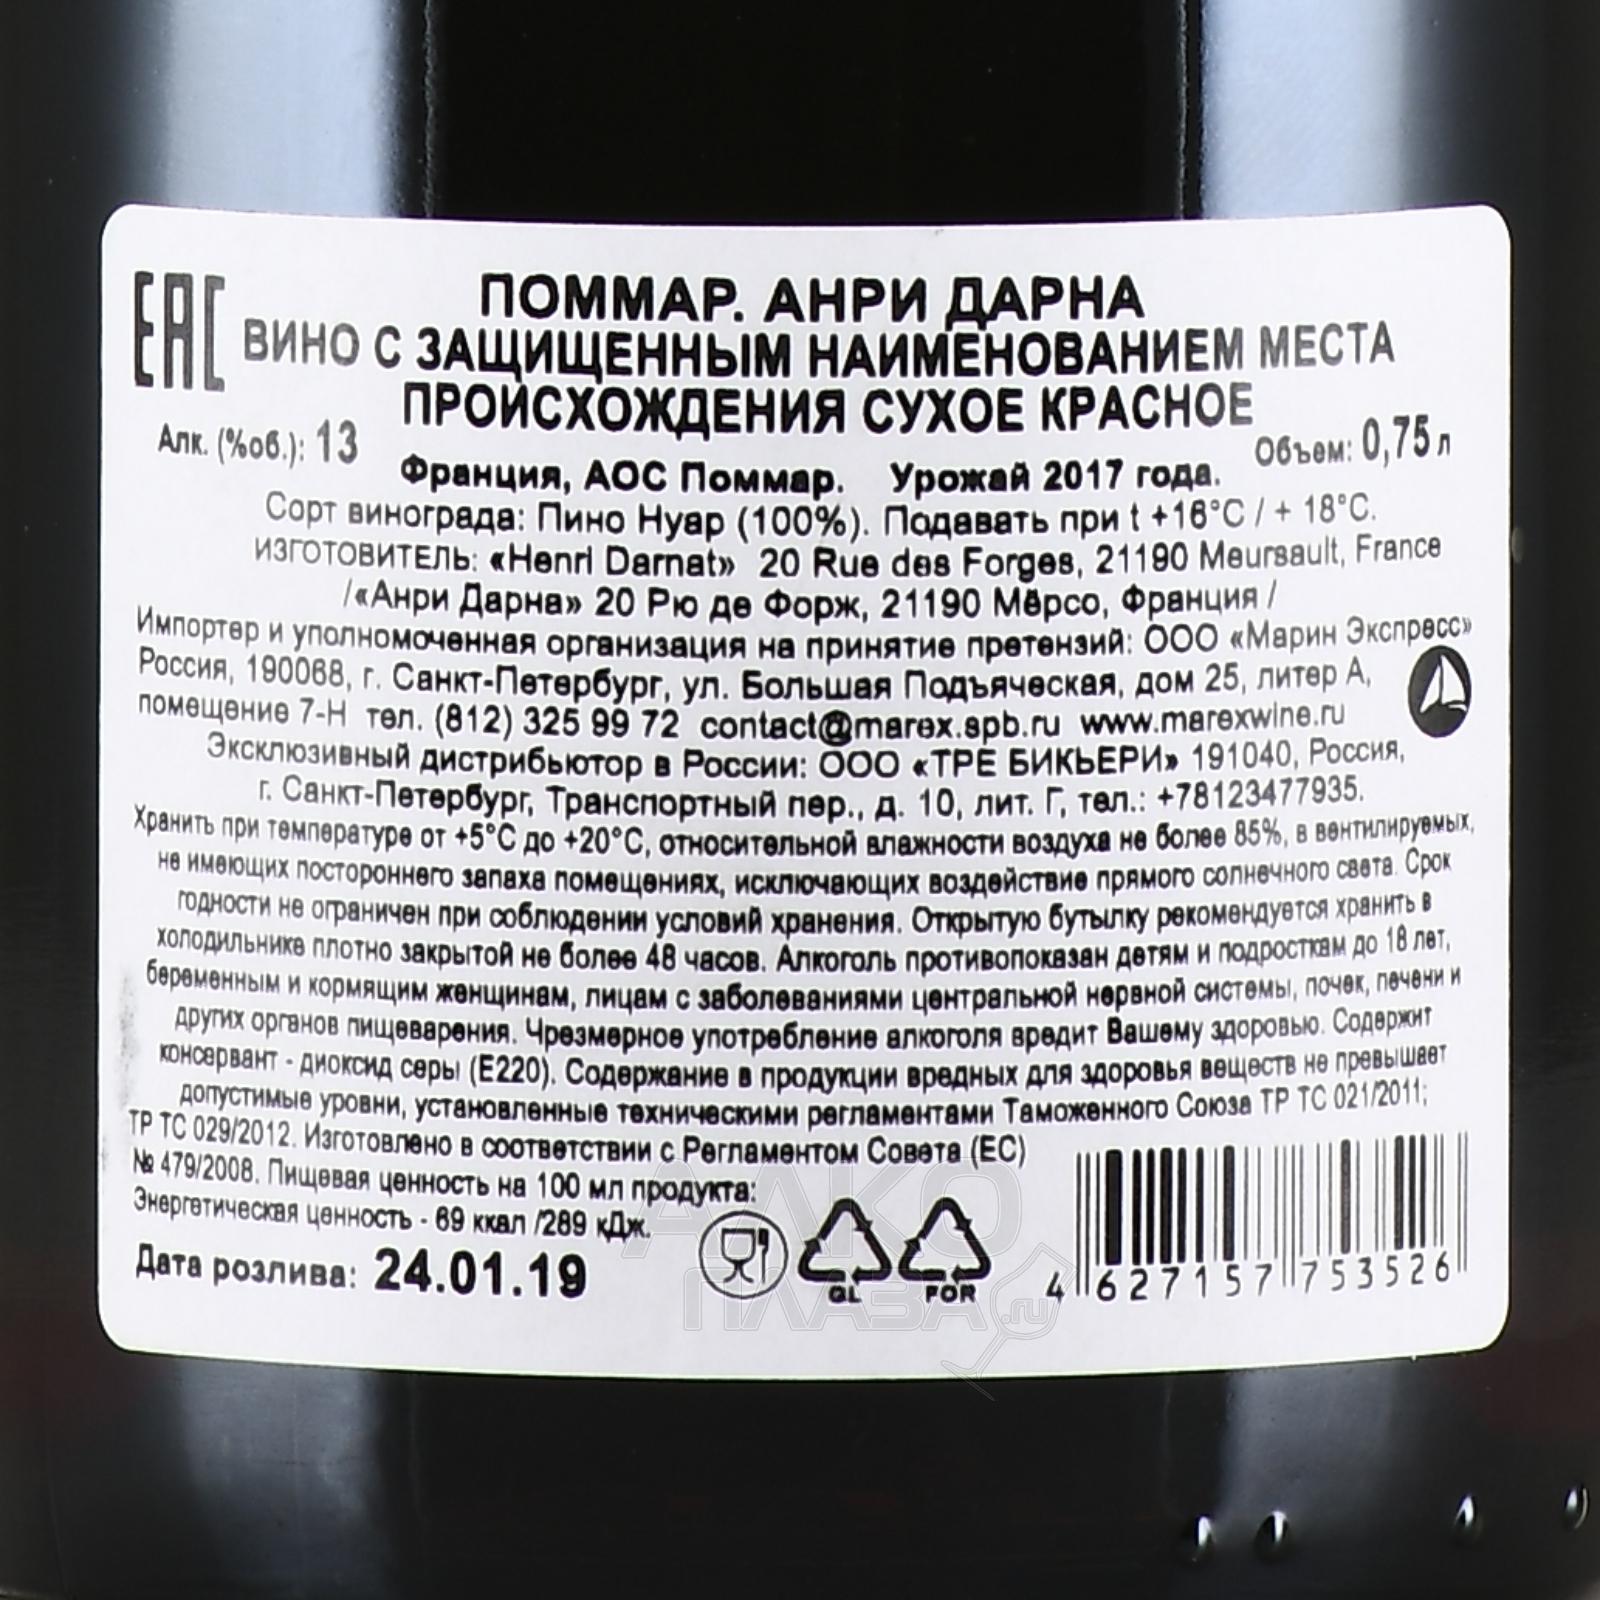 ПОММАР. АНРИ ДАРНА
EAC ВИНО С ЗАЩИЩЕННЫМ НАИМЕНОВАНИЕМ МЕСТА
ПРОИСХОЖДЕНИЯ СУХОЕ КРАСНОЕ
Алк. (%об.): 13
Объем: 0,75 л
Франция, АОС Поммар. Урожай 2017 года.
Сорт винограда: Пино Нуар (100%). Подавать при t +16°C / + 18°C.
ИЗГОТОВИТЕЛЬ: «Henri Darnat» 20 Rue des Forges, 21190 Meursault, France
/«Анри Дарна» 20 Рю де Форж, 21190 Мёрсо, Франция /
Импортер и уполномоченная организация на принятие претензий: ООО «Марин Экспресс»
Россия, 190068, г. Санкт-Петербург, ул. Большая Подъяческая, дом 25, литер А,
помещение 7-Н тел. (812) 325 99 72 contact@marex.spb.ru www.marexwine.ru
Эксклюзивный дистрибьютор в России: ООО «ТРЕ БИКЬЕРИ» 191040, Россия,
г. Санкт-Петербург, Транспортный пер., д. 10, лит. Г, тел.: +78123477935.
Хранить при температуре от +5°C до +20°C, относительной влажности воздуха не более 85%, в вентилируемых,
не имеющих постороннего запаха помещениях, исключающих воздействие прямого солнечного света. Срок
годности не ограничен при соблюдении условий хранения. Открытую бутылку рекомендуется хранить в
холодильнике плотно закрытой не более 48 часов. Алкоголь противопоказан детям и подросткам до 18 лет,
беременным и кормящим женщинам, лицам с заболеваниями центральной нервной системы, почек, печени и
других органов пищеварения. Чрезмерное употребление алкоголя вредит Вашему здоровью. Содержит
консервант - диоксид серы (E220). Содержание в продукции вредных для здоровья веществ не превышает
допустимые уровни, установленные техническими регламентами Таможенного Союза ТР ТС 021/2011;
ТР ТС 029/2012. Изготовлено в соответствии с Регламентом Совета (ЕС)
№ 479/2008. Пищевая ценность на 100 мл продукта:
Энергетическая ценность - 69 ккал /289 кДж.
Дата розлива: 24.01.19
GL
FOR
4 627157 753526
АЛКО
ПЛАЗА.ru